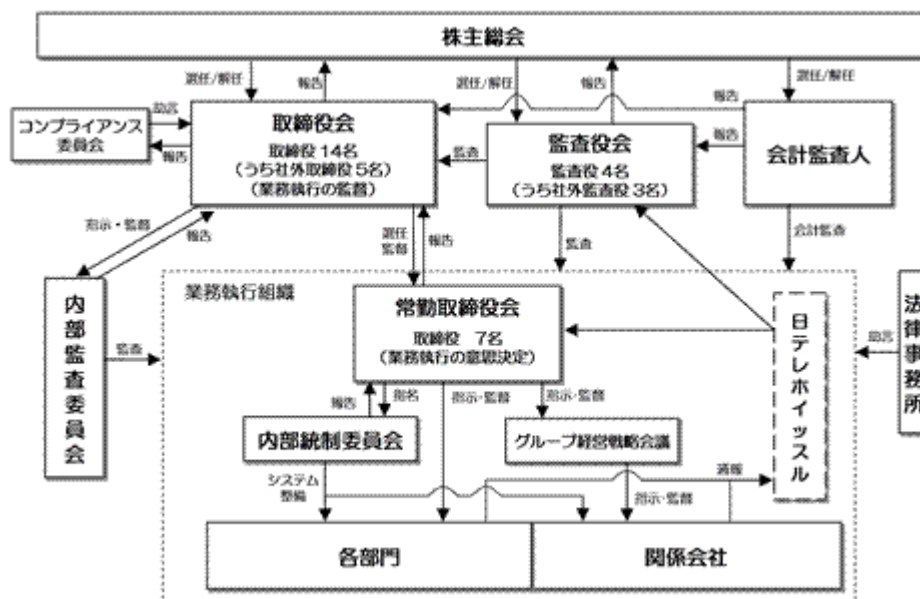 株主総会
選任/解任
報告
選任/解任
報告
選任/解任
コンプライアンス
委員会
助言
報告
取締役会
取締役14名
(うち社外取締役5名)
(業務執行の監督)
監査
監査役会
監査役4名
(うち社外監査役3名)
報告
報告
会計監査人
指示・監督
報告
選任
監督
報告
監査
会計監査
内部監査委員会
監査
業務執行組織
常勤取締役会
取締役 7名
(業務執行の意思決定)
日テレホイッスル
助言
法律事務所
報告
指名
指示・監督
指示・監督
内部統制委員会
グループ経営戦略会議
システム
整備
通報
指示・監督
各部門
関係会社